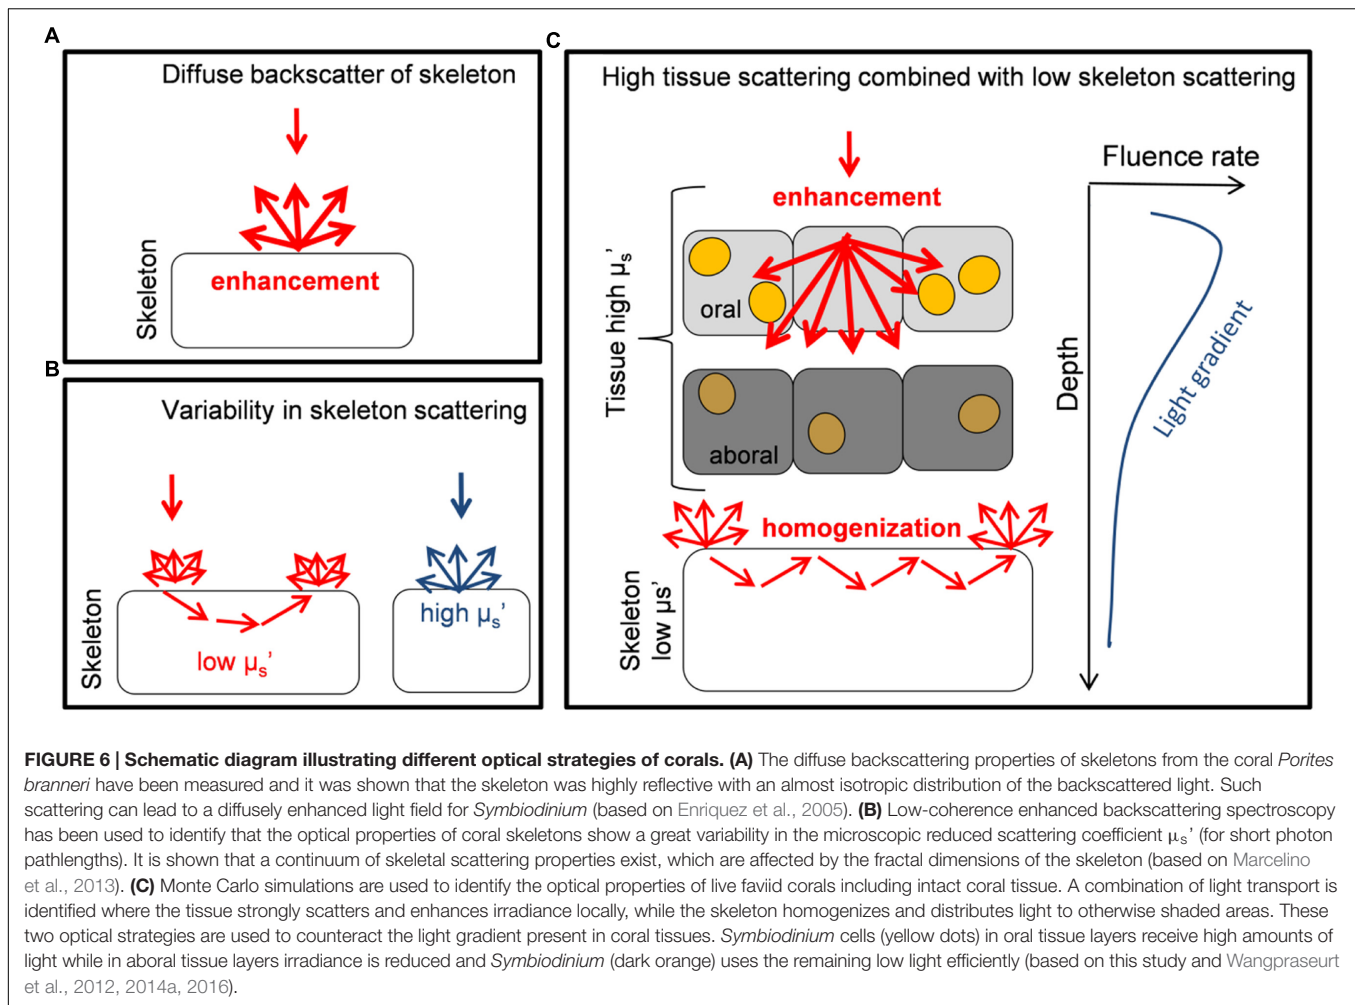 A
Diffuse backscatter of skeleton
enhancement
Skeleton
B
Variability in skeleton scattering
Skeleton
low μs'
high μs'
C
High tissue scattering combined with low skeleton scattering
Fluence rate
enhancement
Tissue high μs'
oral
aboral
Depth
Light gradient
homogenization
Skeleton
low μs'
FIGURE 6 | Schematic diagram illustrating different optical strategies of corals. (A) The diffuse backscattering properties of skeletons from the coral Porites
branneri have been measured and it was shown that the skeleton was highly reflective with an almost isotropic distribution of the backscattered light. Such
scattering can lead to a diffusely enhanced light field for Symbiodinium (based on Enriquez et al., 2005). (B) Low-coherence enhanced backscattering spectroscopy
has been used to identify that the optical properties of coral skeletons show a great variability in the microscopic reduced scattering coefficient μs' (for short photon
pathlengths). It is shown that a continuum of skeletal scattering properties exist, which are affected by the fractal dimensions of the skeleton (based on Marcelino
et al., 2013). (C) Monte Carlo simulations are used to identify the optical properties of live faviid corals including intact coral tissue. A combination of light transport is
identified where the tissue strongly scatters and enhances irradiance locally, while the skeleton homogenizes and distributes light to otherwise shaded areas. These
two optical strategies are used to counteract the light gradient present in coral tissues. Symbiodinium cells (yellow dots) in oral tissue layers receive high amounts of
light while in aboral tissue layers irradiance is reduced and Symbiodinium (dark orange) uses the remaining low light efficiently (based on this study and Wangpraseurt
et al., 2012, 2014a, 2016).